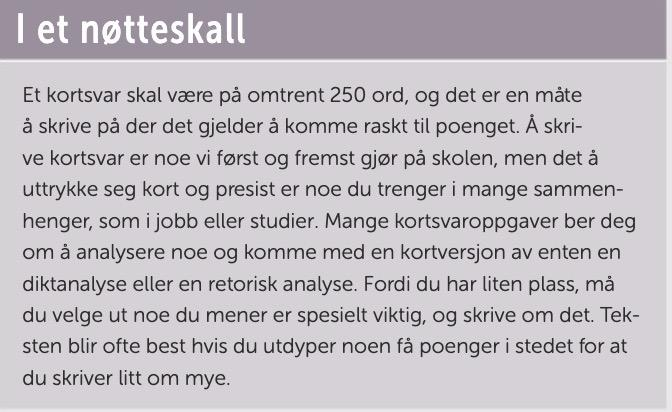 I et nøtteskall
Et kortsvar skal være på omtrent 250 ord, og det er en måte
å skrive på der det gjelder å komme raskt til poenget. Å skri-
ve kortsvar er noe vi først og fremst gjør på skolen, men det å
uttrykke seg kort og presist er noe du trenger i mange sammen-
henger, som i jobb eller studier. Mange kortsvaroppgaver ber deg
om å analysere noe og komme med en kortversjon av enten en
diktanalyse eller en retorisk analyse. Fordi du har liten plass, må
du velge ut noe du mener er spesielt viktig, og skrive om det. Tek-
sten blir ofte best hvis du utdyper noen få poenger i stedet for at
du skriver litt om mye.